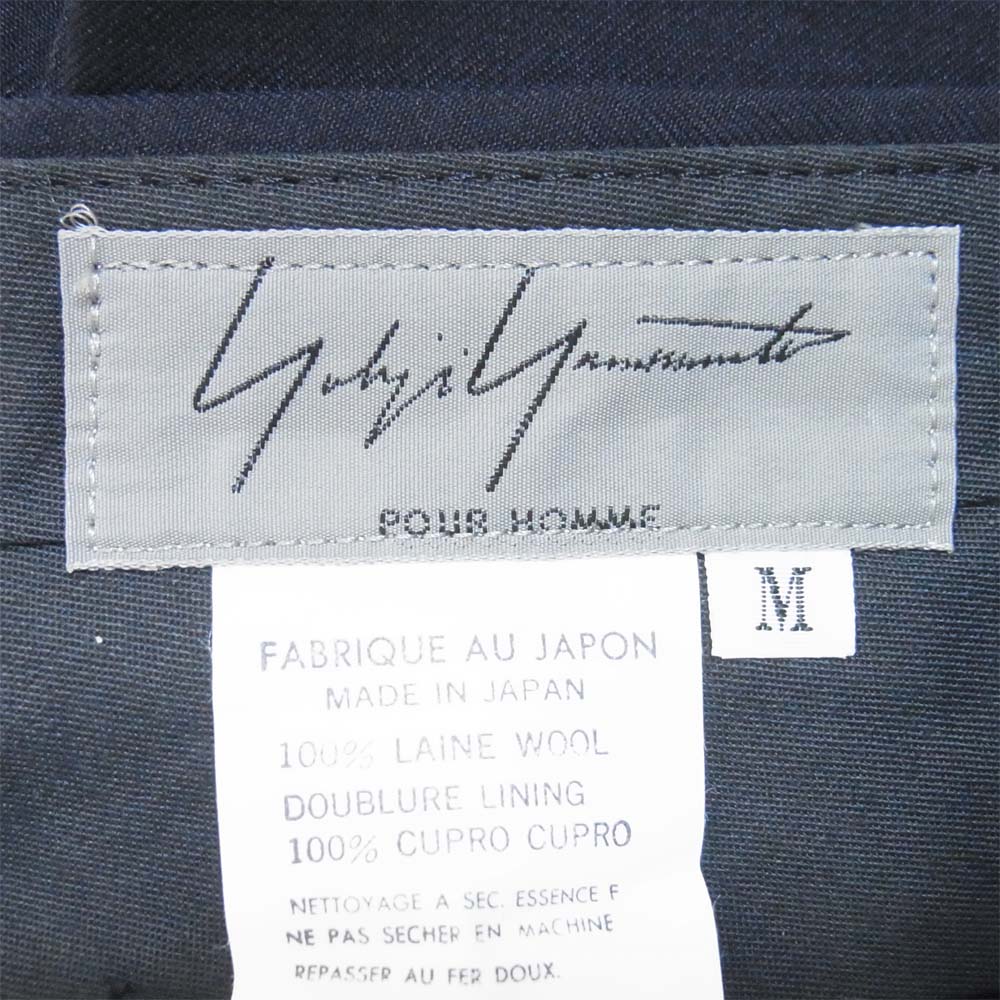 Yohji Yamamoto
POUR HOMME
M
FABRIQUE AU JAPON
MADE IN JAPAN
100% LAINE WOOL
DOUBLURE LINING
100% CUPRO CUPRO
NETTOYAGE A SEC. ESSENCE F
NE PAS SECHER EN MACHINE
REPASSER AU FER DOUX.